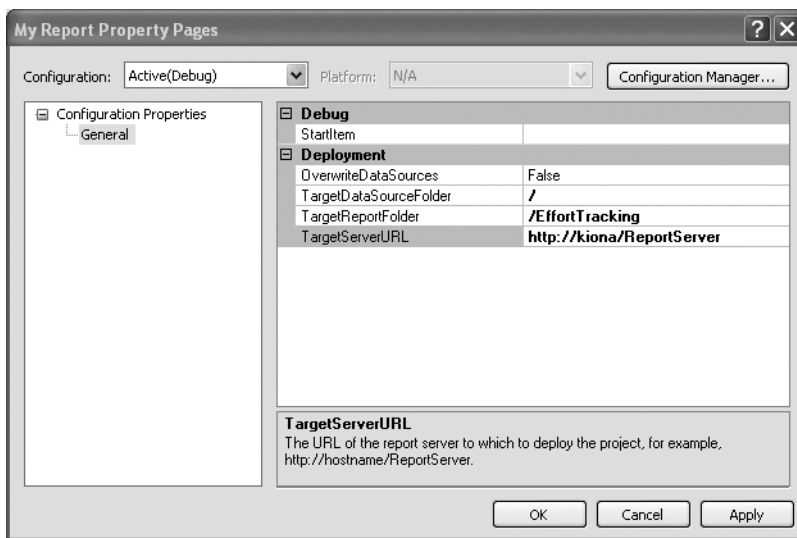 My Report Property Pages
Configuration: Active(Debug) Platform: N/A Configuration Manager...
Configuration Properties
General
Debug
StartItem
Deployment
OverwriteDataSources False
TargetDataSourceFolder /
TargetReportFolder /EffortTracking
TargetServerURL http://kiona/ReportServer
TargetServerURL
The URL of the report server to which to deploy the project, for example,
http://hostname/ReportServer.
OK Cancel Apply